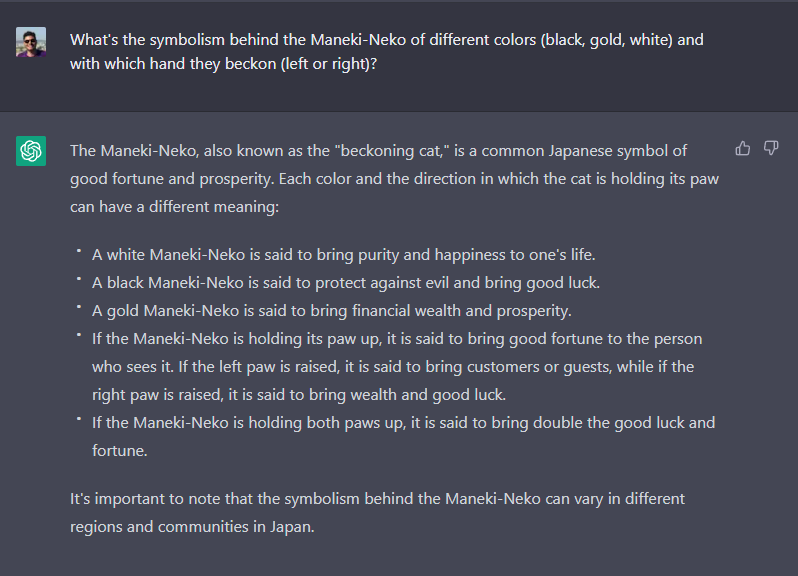 What's the symbolism behind the Maneki-Neko of different colors (black, gold, white) and
with which hand they beckon (left or right)?
The Maneki-Neko, also known as the "beckoning cat," is a common Japanese symbol of
good fortune and prosperity. Each color and the direction in which the cat is holding its paw
can have a different meaning:
• A white Maneki-Neko is said to bring purity and happiness to one's life.
• A black Maneki-Neko is said to protect against evil and bring good luck.
• A gold Maneki-Neko is said to bring financial wealth and prosperity.
• If the Maneki-Neko is holding its paw up, it is said to bring good fortune to the person
who sees it. If the left paw is raised, it is said to bring customers or guests, while if the
right paw is raised, it is said to bring wealth and good luck.
• If the Maneki-Neko is holding both paws up, it is said to bring double the good luck and
fortune.
It's important to note that the symbolism behind the Maneki-Neko can vary in different
regions and communities in Japan.